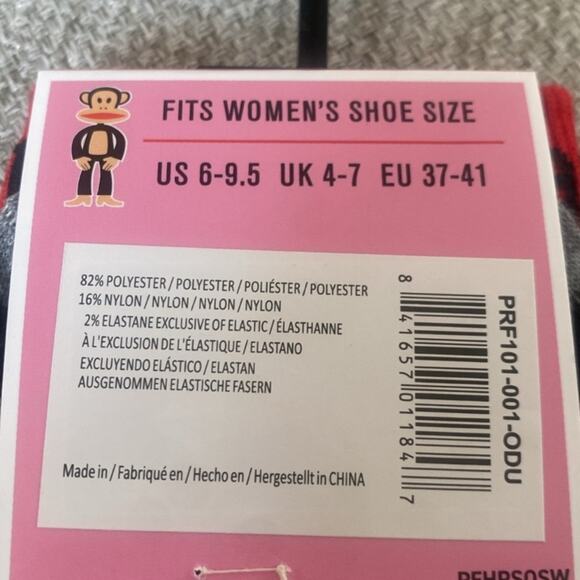 FITS WOMEN'S SHOE SIZE
US 6-9.5 UK 4-7 EU 37-41
82% POLYESTER / POLYESTER / POLIÉSTER / POLYESTER
16% NYLON / NYLON / NYLON / NYLON
2% ELASTANE EXCLUSIVE OF ELASTIC / ÉLASTHANNE
À L'EXCLUSION DE L'ÉLASTIQUE / ELASTANO
EXCLUYENDO ELÁSTICO / ELASTAN
AUSGENOMMEN ELASTISCHE FASERN
Made in / Fabriqué en / Hecho en / Hergestellt in CHINA
8 41657 01184 7
PRF101-001-ODU